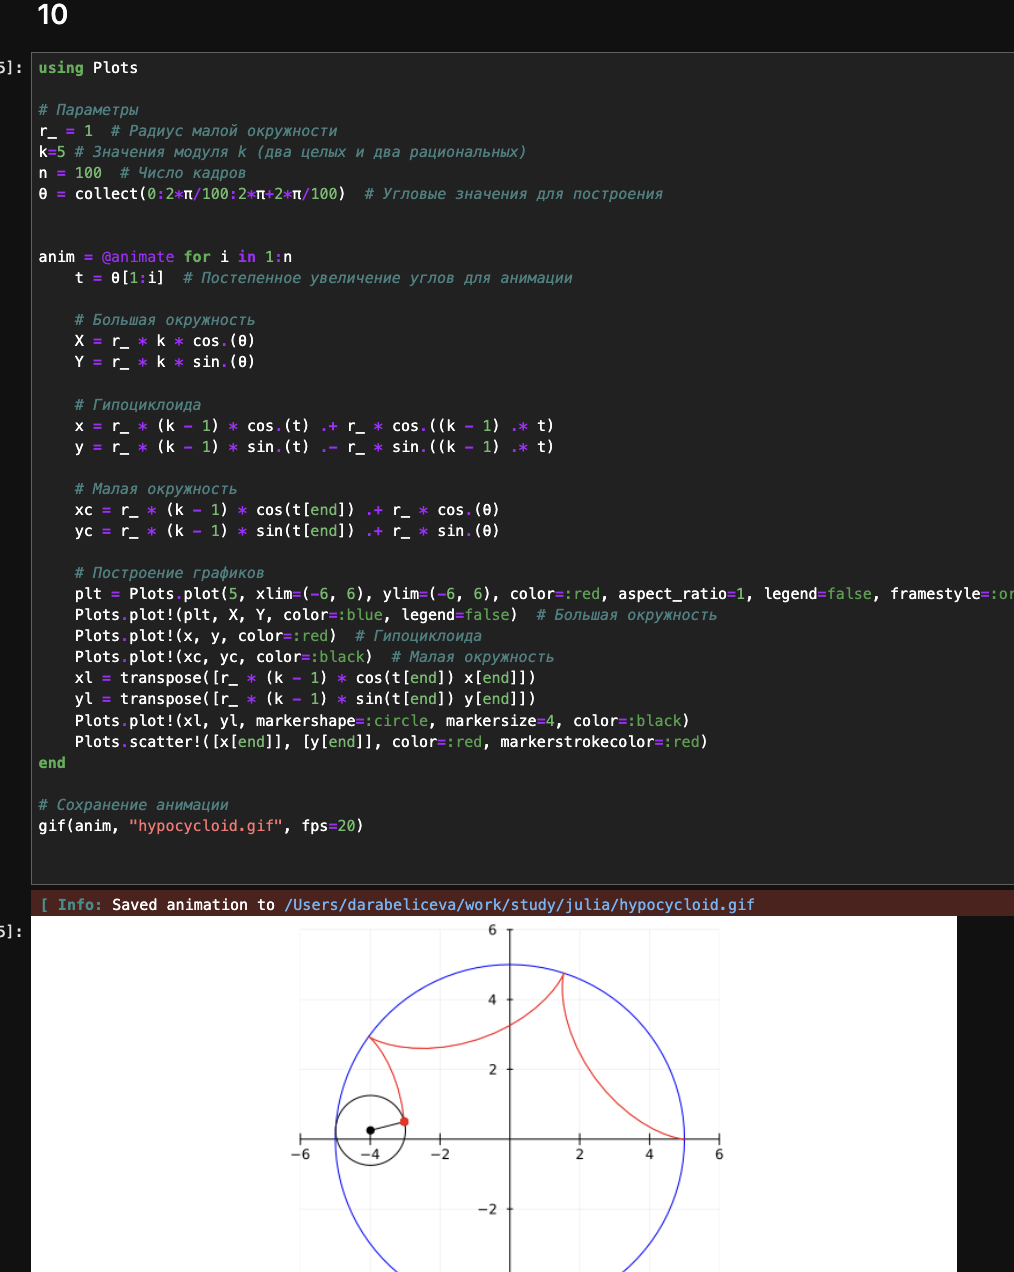 10
5]:
using Plots
# Параметры
r_ = 1  # Радиус малой окружности
k=5 # Значения модуля k (два целых и два рациональных)
n = 100  # Число кадров
θ = collect(0:2*π/100:2*π+2*π/100)  # Угловые значения для построения
anim = @animate for i in 1:n
    t = θ[1:i]  # Постепенное увеличение углов для анимации
    # Большая окружность
    X = r_ * k * cos.(θ)
    Y = r_ * k * sin.(θ)
    # Гипоциклоида
    x = r_ * (k - 1) * cos.(t) .+ r_ * cos.((k - 1) .* t)
    y = r_ * (k - 1) * sin.(t) .- r_ * sin.((k - 1) .* t)
    # Малая окружность
    xc = r_ * (k - 1) * cos(t[end]) .+ r_ * cos.(θ)
    yc = r_ * (k - 1) * sin(t[end]) .+ r_ * sin.(θ)
    # Построение графиков
    plt = Plots.plot(5, xlim=(-6, 6), ylim=(-6, 6), color=:red, aspect_ratio=1, legend=false, framestyle=:or
    Plots.plot!(plt, X, Y, color=:blue, legend=false)  # Большая окружность
    Plots.plot!(x, y, color=:red)  # Гипоциклоида
    Plots.plot!(xc, yc, color=:black)  # Малая окружность
    xl = transpose([r_ * (k - 1) * cos(t[end]) x[end]])
    yl = transpose([r_ * (k - 1) * sin(t[end]) y[end]])
    Plots.plot!(xl, yl, markershape=:circle, markersize=4, color=:black)
    Plots.scatter!([x[end]], [y[end]], color=:red, markerstrokecolor=:red)
end
# Сохранение анимации
gif(anim, "hypocycloid.gif", fps=20)
[ Info: Saved animation to /Users/darabeliceva/work/study/julia/hypocycloid.gif
5]:
6
4
2
-6 -4 -2 2 4 6
-2